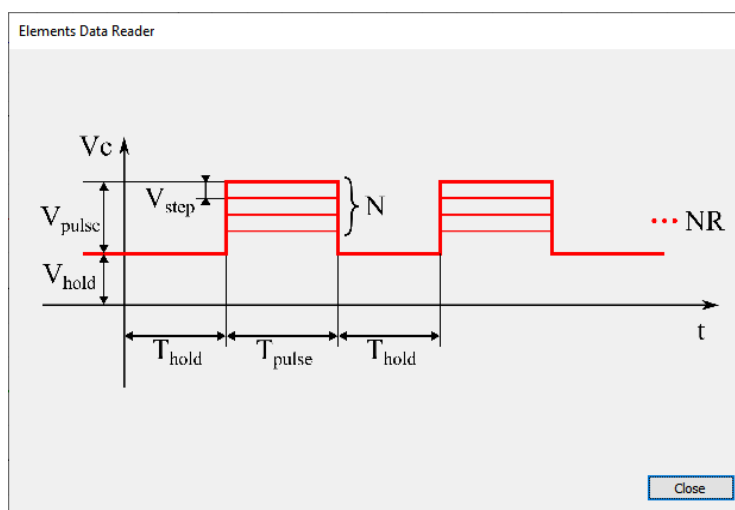 Elements Data Reader
Vc
Vstep
N
Vpulse
NR
Vhold
t
Thold Tpulse Thold
Close